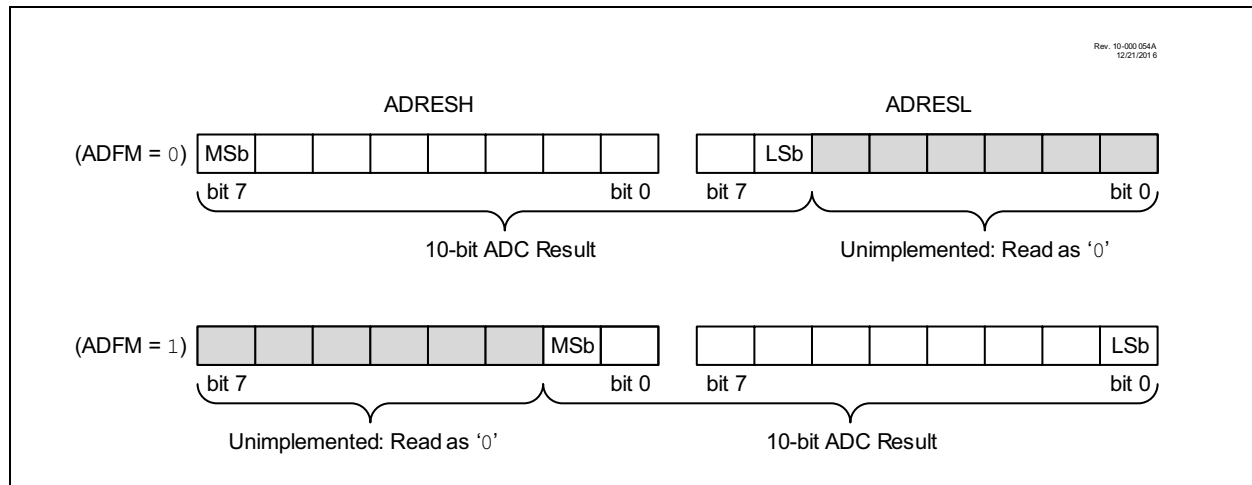 Rev. 10-000 054A
12/21/201 6
ADRESH ADRESL
(ADFM = 0) MSb LSb
bit 7 bit 0 bit 7 bit 0
10-bit ADC Result Unimplemented: Read as ‘0’
(ADFM = 1) MSb LSb
bit 7 bit 0 bit 7 bit 0
Unimplemented: Read as ‘0’ 10-bit ADC Result